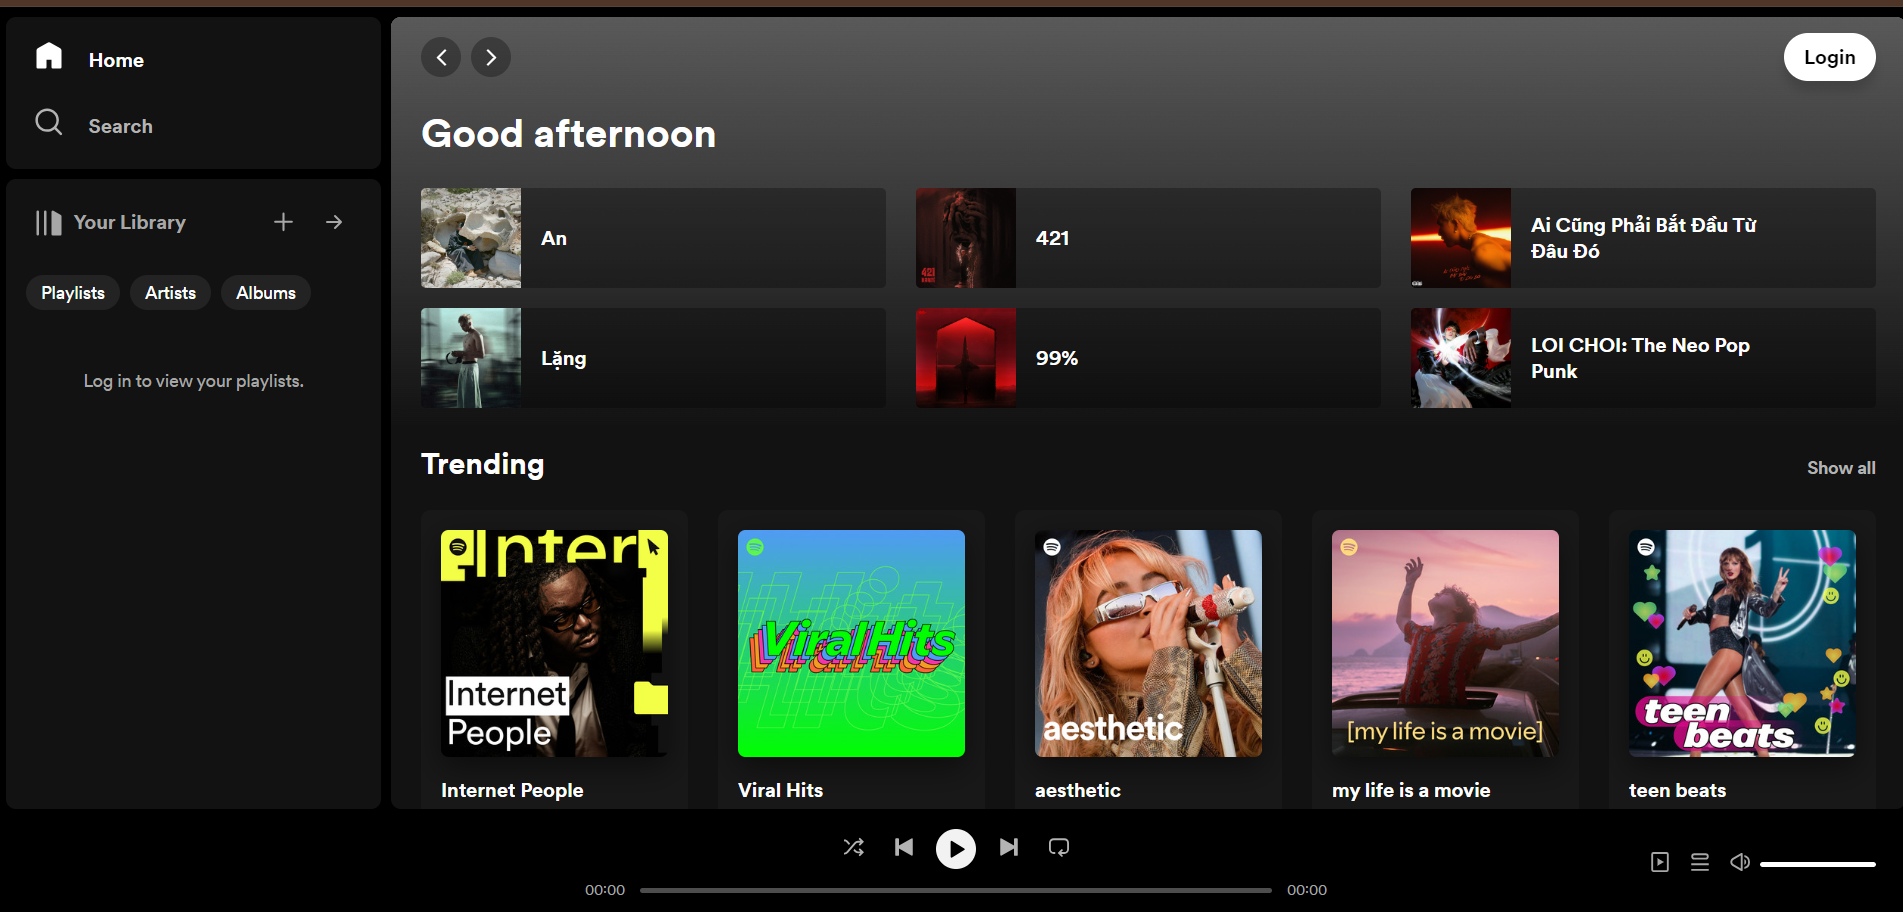 Home
Search
Your Library
Playlists
Artists
Albums
Log in to view your playlists.
Login
Good afternoon
An
421
421
Ai Cũng Phải Bắt Đầu Từ
Đâu Đó
Lặng
99%
LOI CHOI: The Neo Pop
Punk
Trending
Show all
Inter
Internet
People
Internet People
Viral Hits
Viral Hits
aesthetic
aesthetic
[my life is a movie]
my life is a movie
teen
beats
teen beats
00:00
00:00